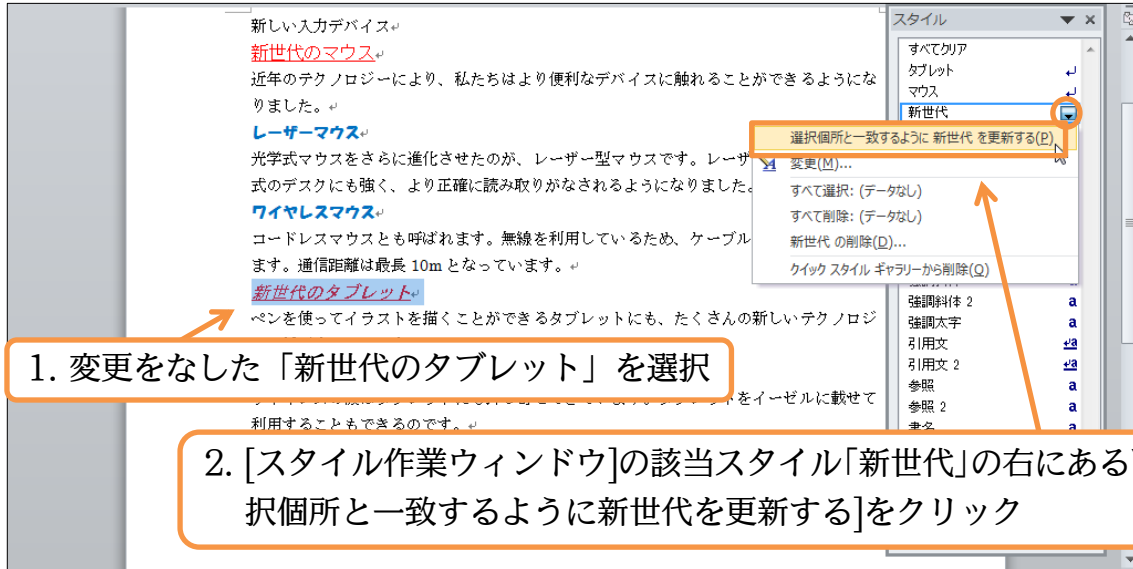 新しい入力デバイス↵
新世代のマウス↵
近年のテクノロジーにより、私たちはより便利なデバイスに触れることができるようにな
りました。↵
レーザーマウス↵
光学式マウスをさらに進化させたのが、レーザー型マウスです。レーザ
式のデスクにも強く、より正確に読み取りがなされるようになりました。
ワイヤレスマウス↵
コードレスマウスとも呼ばれます。無線を利用しているため、ケーブル
ます。通信距離は最長 10m となっています。↵
新世代のタブレット↵
ペンを使ってイラストを描くことができるタブレットにも、たくさんの新しいテクノロジ
をイーゼルに載せて
利用することもできるのです。↵
スタイル
すべてクリア
タブレット
マウス
新世代
選択個所と一致するように 新世代 を更新する(P)
変更(M)...
すべて選択: (データなし)
すべて削除: (データなし)
新世代 の削除(D)...
クイック スタイル ギャラリーから削除(Q)
強調斜体 2 a
強調太字 a
引用文 ¶a
引用文 2 ¶a
参照 a
参照 2 a
書名 a
1. 変更をなした「新世代のタブレット」を選択
2. [スタイル作業ウィンドウ]の該当スタイル「新世代」の右にある
択個所と一致するように新世代を更新する]をクリック